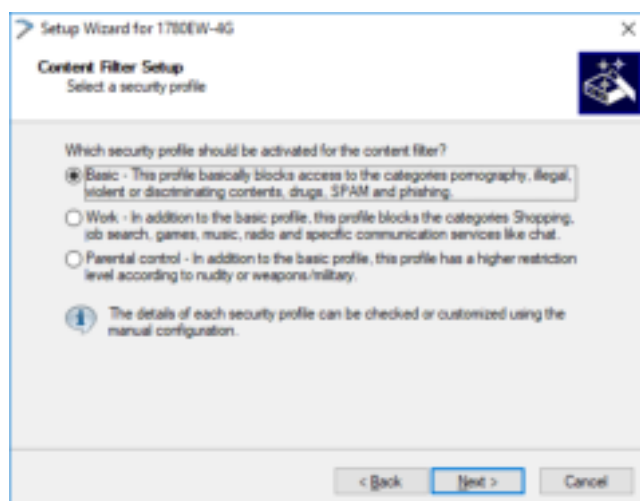 Setup Wizard for 1780EW-4G
Content Filter Setup
Select a security profile
Which security profile should be activated for the content filter?
Basic - This profile basically blocks access to the categories pornography, illegal,
violent or discriminating contents, drugs, SPAM and phishing.
Work - In addition to the basic profile, this profile blocks the categories Shopping,
job search, games, music, radio and specific communication services like chat.
Parental control - In addition to the basic profile, this profile has a higher restriction
level according to nudity or weapons/military.
The details of each security profile can be checked or customized using the
manual configuration.
< Back Next > Cancel